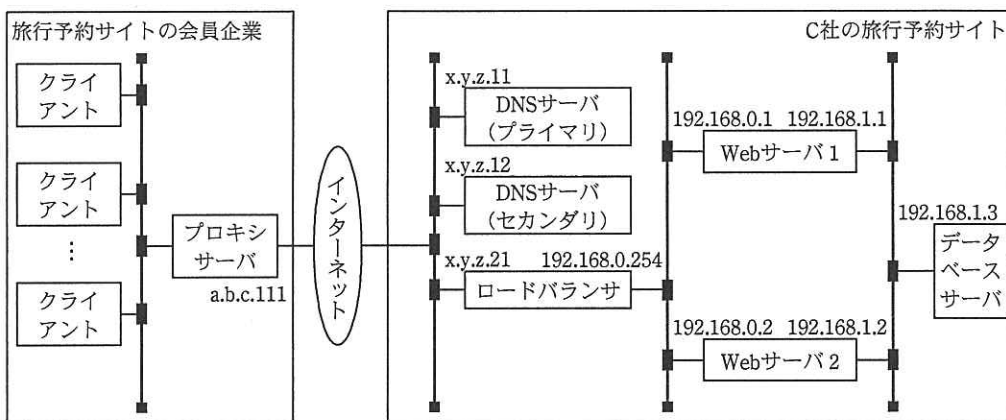 旅行予約サイトの会員企業
クライ
アント
クライ
アント
⋮
クライ
アント
プロキシ
サーバ
a.b.c.111
インターネット
C社の旅行予約サイト
x.y.z.11
DNSサーバ
(プライマリ)
x.y.z.12
DNSサーバ
(セカンダリ)
x.y.z.21 192.168.0.254
ロードバランサ
192.168.0.1 192.168.1.1
Webサーバ1
192.168.0.2 192.168.1.2
Webサーバ2
192.168.1.3
データ
ベース
サーバ